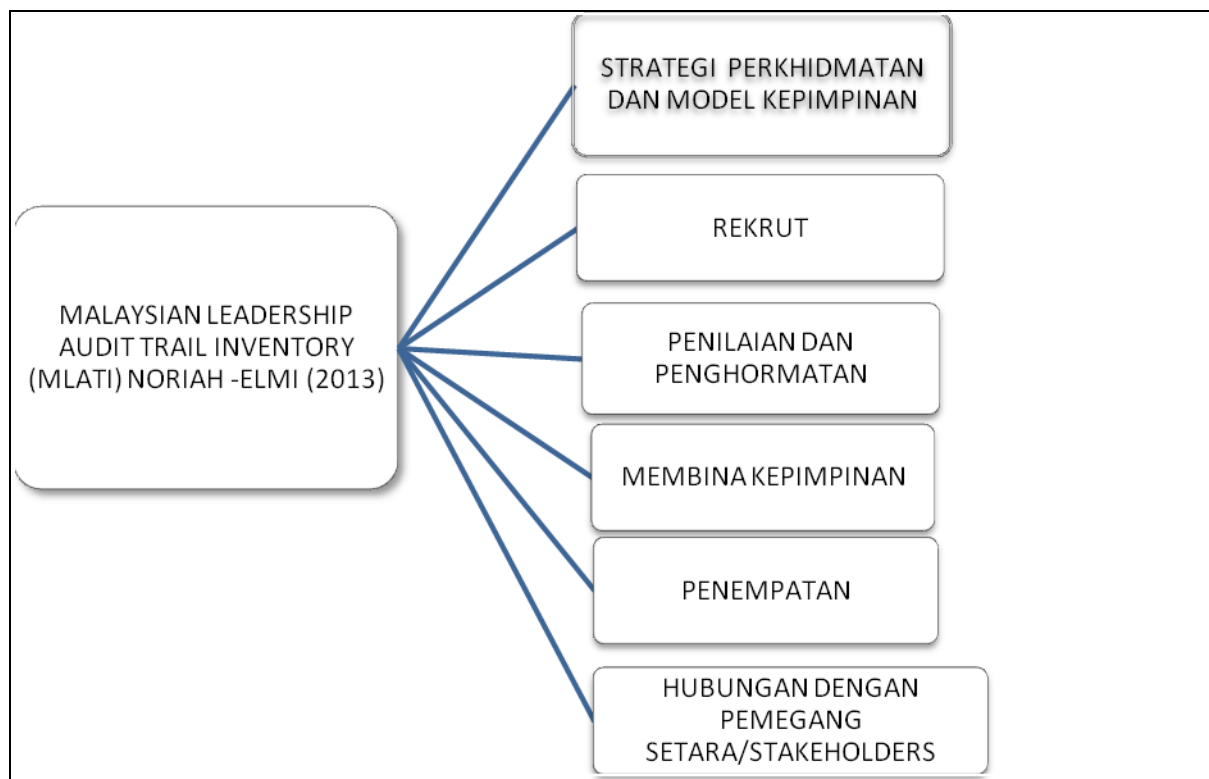 STRATEGI PERKHIDMATAN
DAN MODEL KEPIMPINAN
REKRUT
MALAYSIAN LEADERSHIP
AUDIT TRAIL INVENTORY
(MLATI) NORIAH -ELMI (2013)
PENILAIAN DAN
PENGHORMATAN
MEMBINA KEPIMPINAN
PENEMPATAN
HUBUNGAN DENGAN
PEMEGANG
SETARA/STAKEHOLDERS